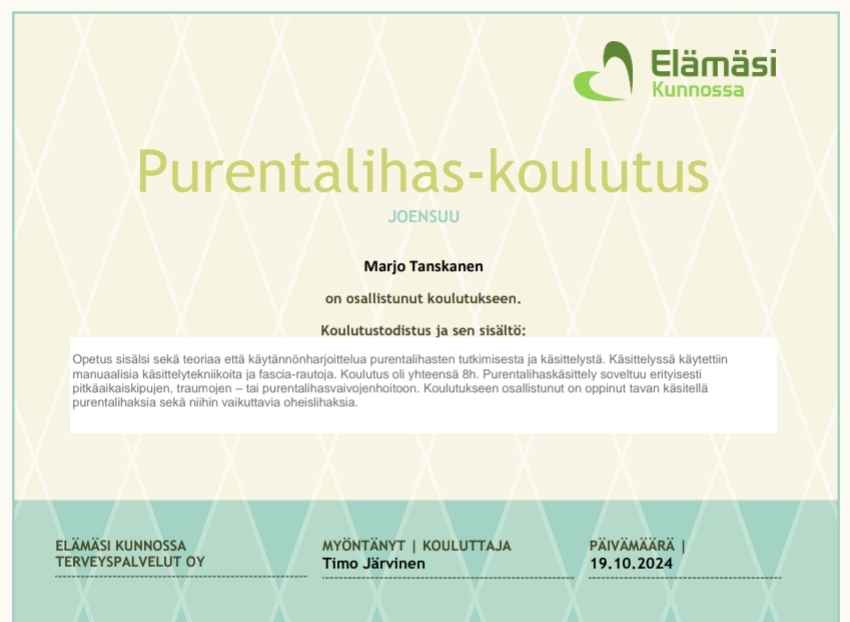 Elämäsi
Kunnossa
Purentalihas-koulutus
JOENSUU
Marjo Tanskanen
on osallistunut koulutukseen.
Koulutustodistus ja sen sisältö:
Opetus sisälsi sekä teoriaa että käytännönharjoittelua purentalihasten tutkimisesta ja käsittelystä. Käsittelyssä käytettiin
manuaalisia käsittelytekniikoita ja fascia-rautoja. Koulutus oli yhteensä 8h. Purentalihaskäsittely soveltuu erityisesti
pitkäaikaiskipujen, traumojen – tai purentalihasvaivojenhoitoon. Koulutukseen osallistunut on oppinut tavan käsitellä
purentalihaksia sekä niihin vaikuttavia oheislihaksia.
ELÄMÄSI KUNNOSSA
TERVEYSPALVELUT OY
MYÖNTÄNYT | KOULUTTAJA
Timo Järvinen
PÄIVÄMÄÄRÄ |
19.10.2024